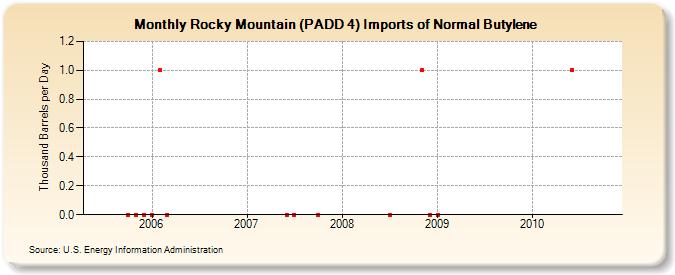 Monthly Rocky Mountain (PADD 4) Imports of Normal Butylene
Thousand Barrels per Day
1.2
1.0
0.8
0.6
0.4
0.2
0.0
2006 2007 2008 2009 2010
Source: U.S. Energy Information Administration